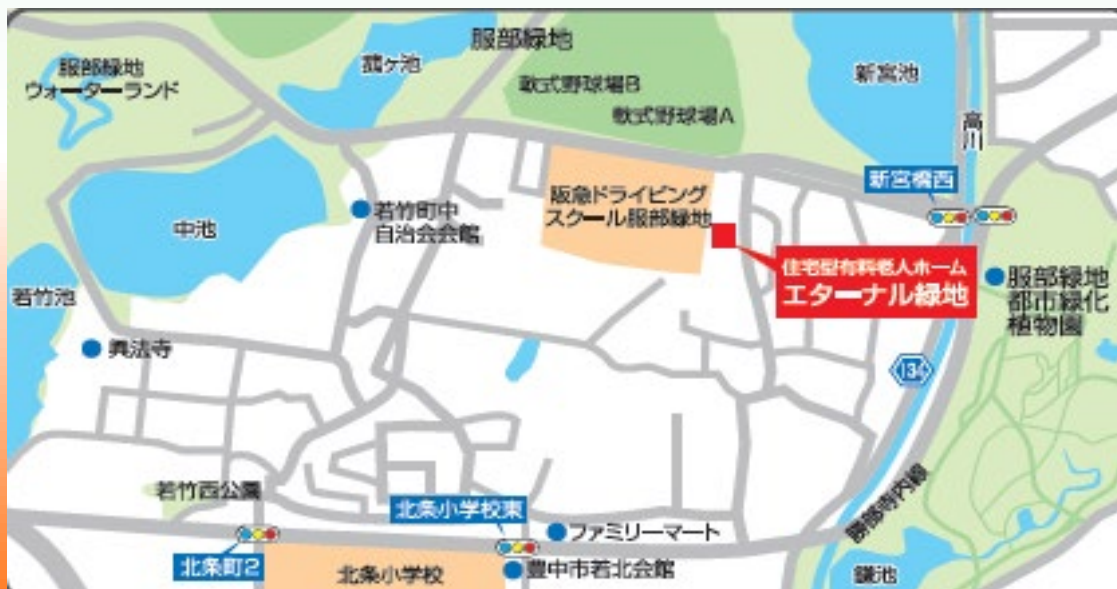 服部緑地
ウォーターランド
鶉ヶ池
服部緑地
軟式野球場B
軟式野球場A
新宮池
高川
新宮橋西
中池
若竹町中
自治会会館
阪急ドライビング
スクール服部緑地
住宅型有料老人ホーム
エターナル緑地
服部緑地
都市緑化
植物園
若竹池
興法寺
134
若竹西公園
北条小学校東
ファミリーマート
勝部寺内線
北条町2
北条小学校
豊中市若北会館
鎌池